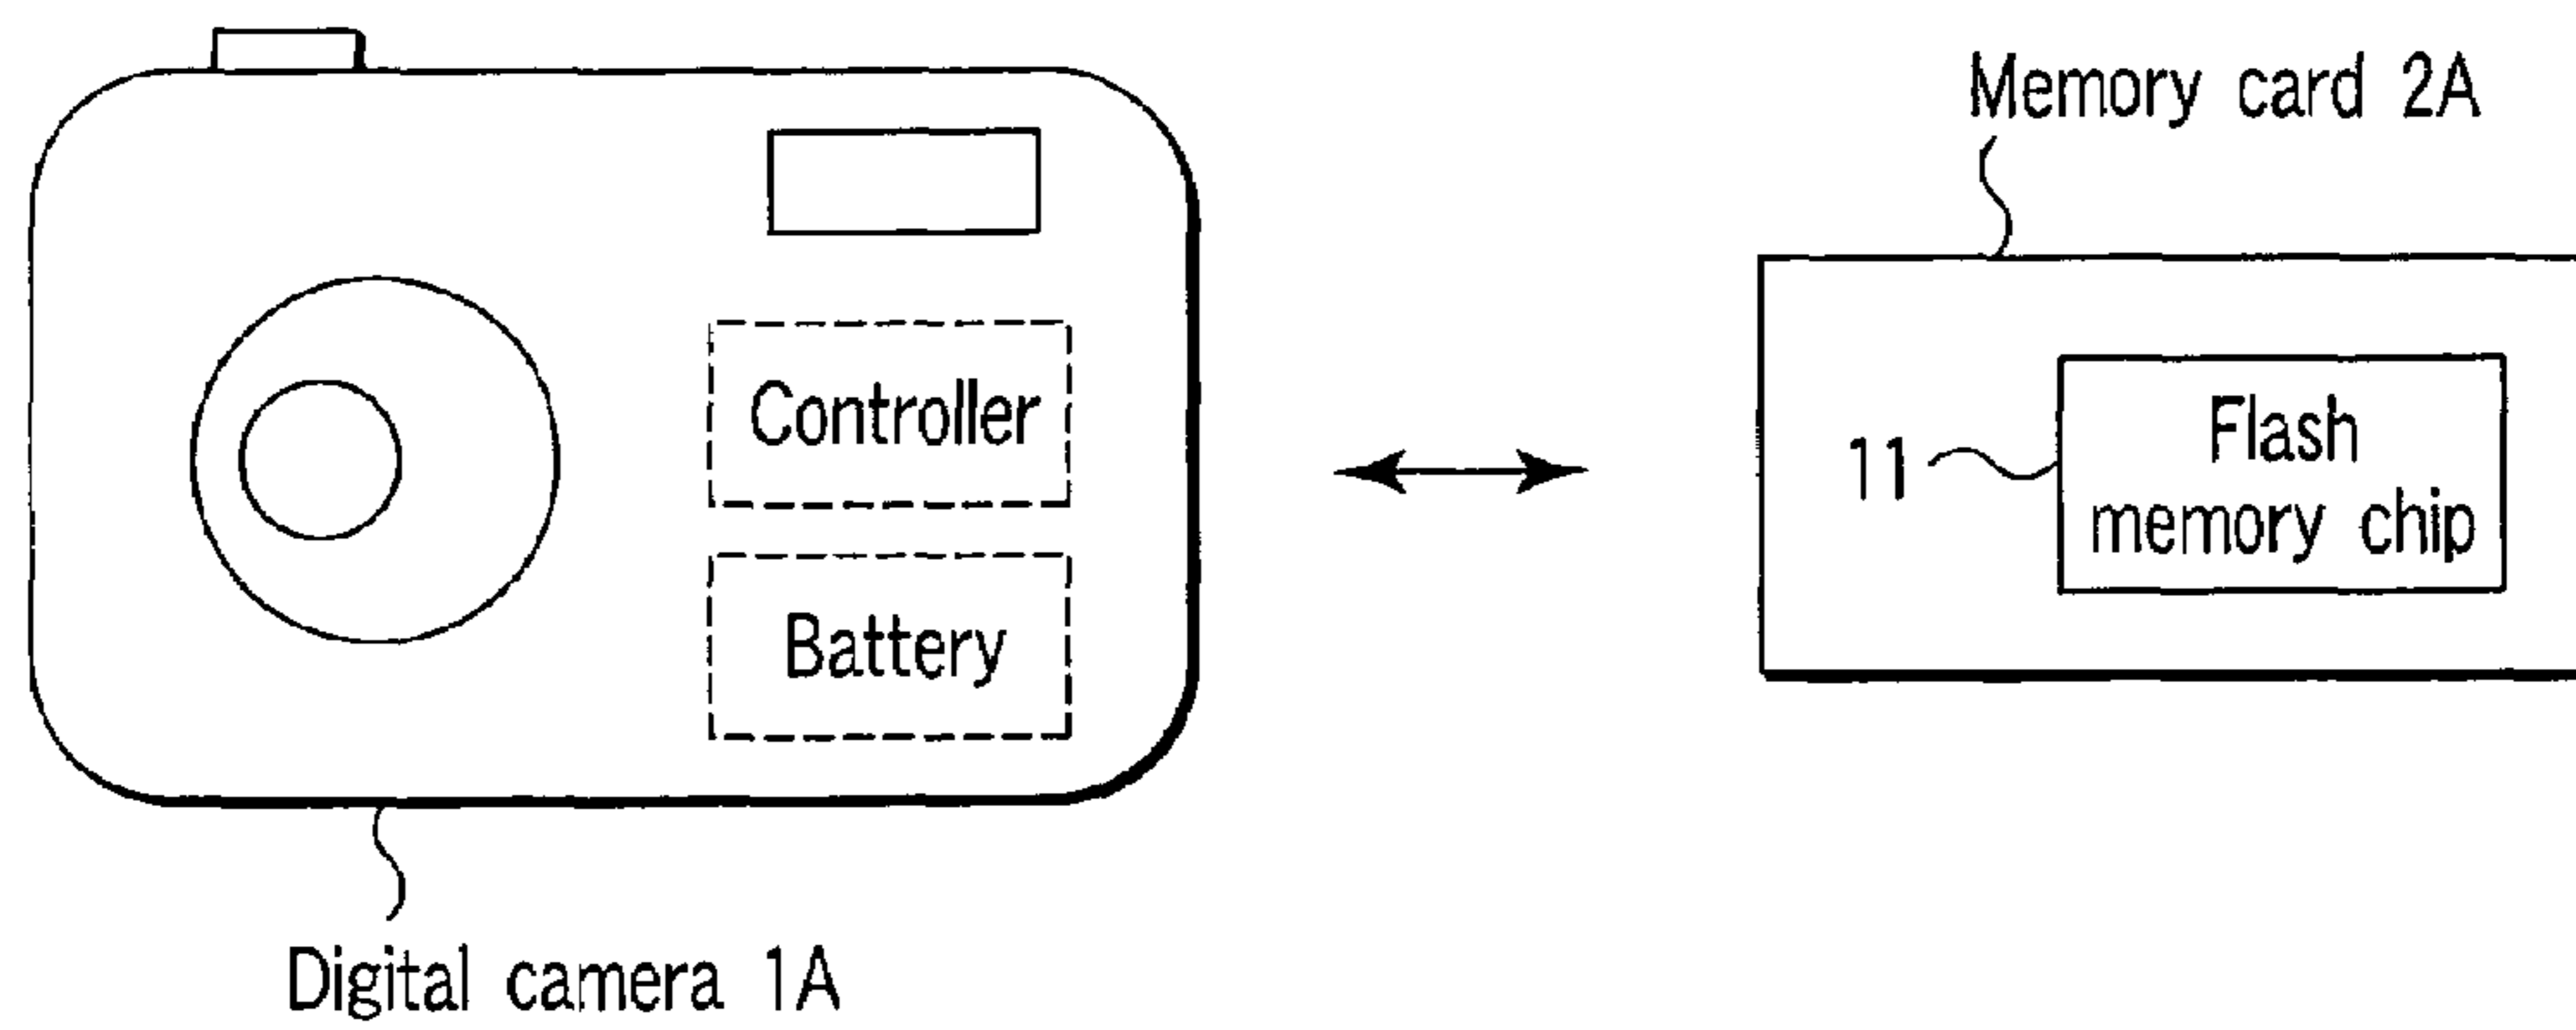 Memory card 2A
Controller
11
Flash
memory chip
Battery
Digital camera 1A